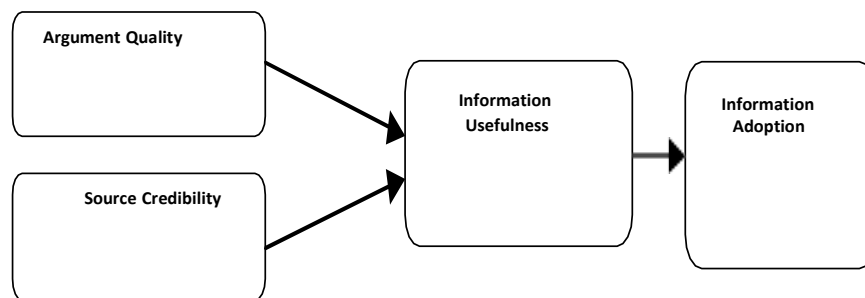 Argument Quality
Source Credibility
Information
Usefulness
Information
Adoption